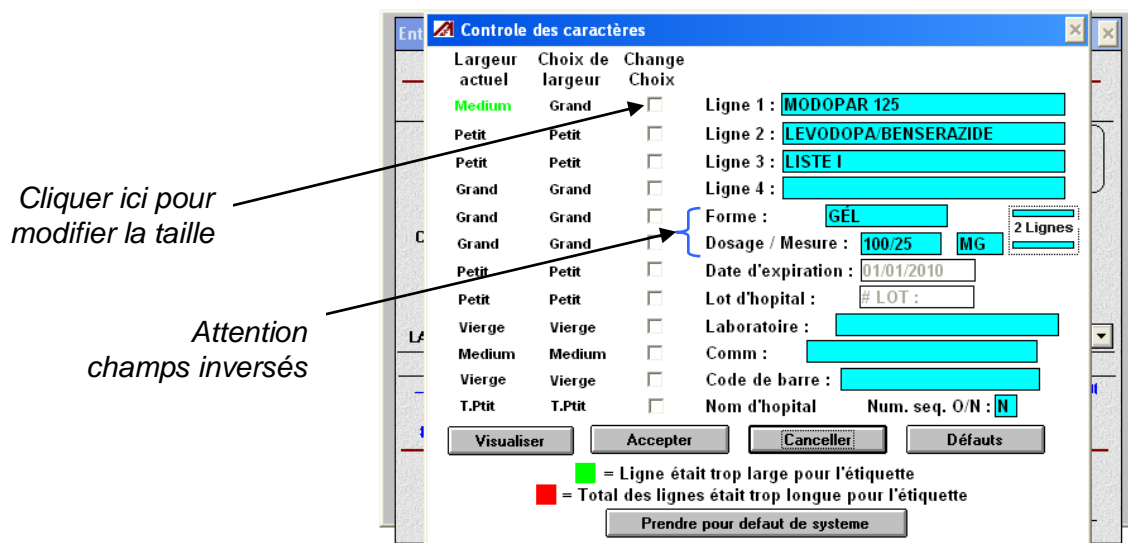 Ent
Controle des caractères
Largeur actuel Choix de largeur Change Choix
Medium Grand Ligne 1 : MODOPAR 125
Petit Petit Ligne 2 : LEVODOPA/BENSERAZIDE
Petit Petit Ligne 3 : LISTE I
Grand Grand Ligne 4 :
Grand Grand Forme : GÉL
2 Lignes
Grand Grand Dosage / Mesure : 100/25 MG
Petit Petit Date d'expiration : 01/01/2010
Petit Petit Lot d'hopital : # LOT :
Vierge Vierge Laboratoire :
Medium Medium Comm :
Vierge Vierge Code de barre :
T.Ptit T.Ptit Nom d'hopital Num. seq. O/N : N
Visualiser Accepter Canceller Défauts
= Ligne était trop large pour l'étiquette
= Total des lignes était trop longue pour l'étiquette
Prendre pour defaut de systeme
Cliquer ici pour
modifier la taille
Attention
champs inversés